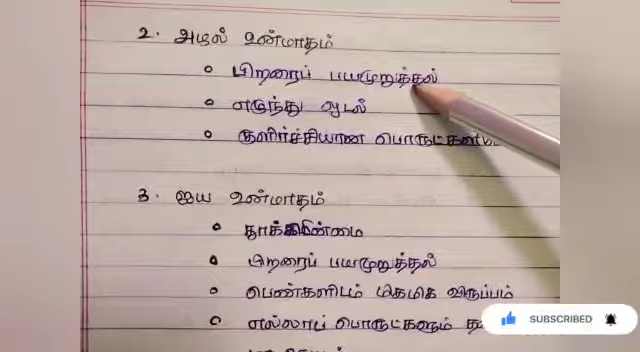 2. அழல் உன்மாதம்
பிறரைப் பயமுறுத்தல்
எழுந்து ஆடல்
குளிர்ச்சியான
3. ஐய உன்மாதம்
தூக்கமின்மை
பிறரைப் பயமுறுத்தல்
பெண்களிடம் மிகமிக விருப்பம்
எல்லாப் பொருட்களும்
SUBSCRIBED